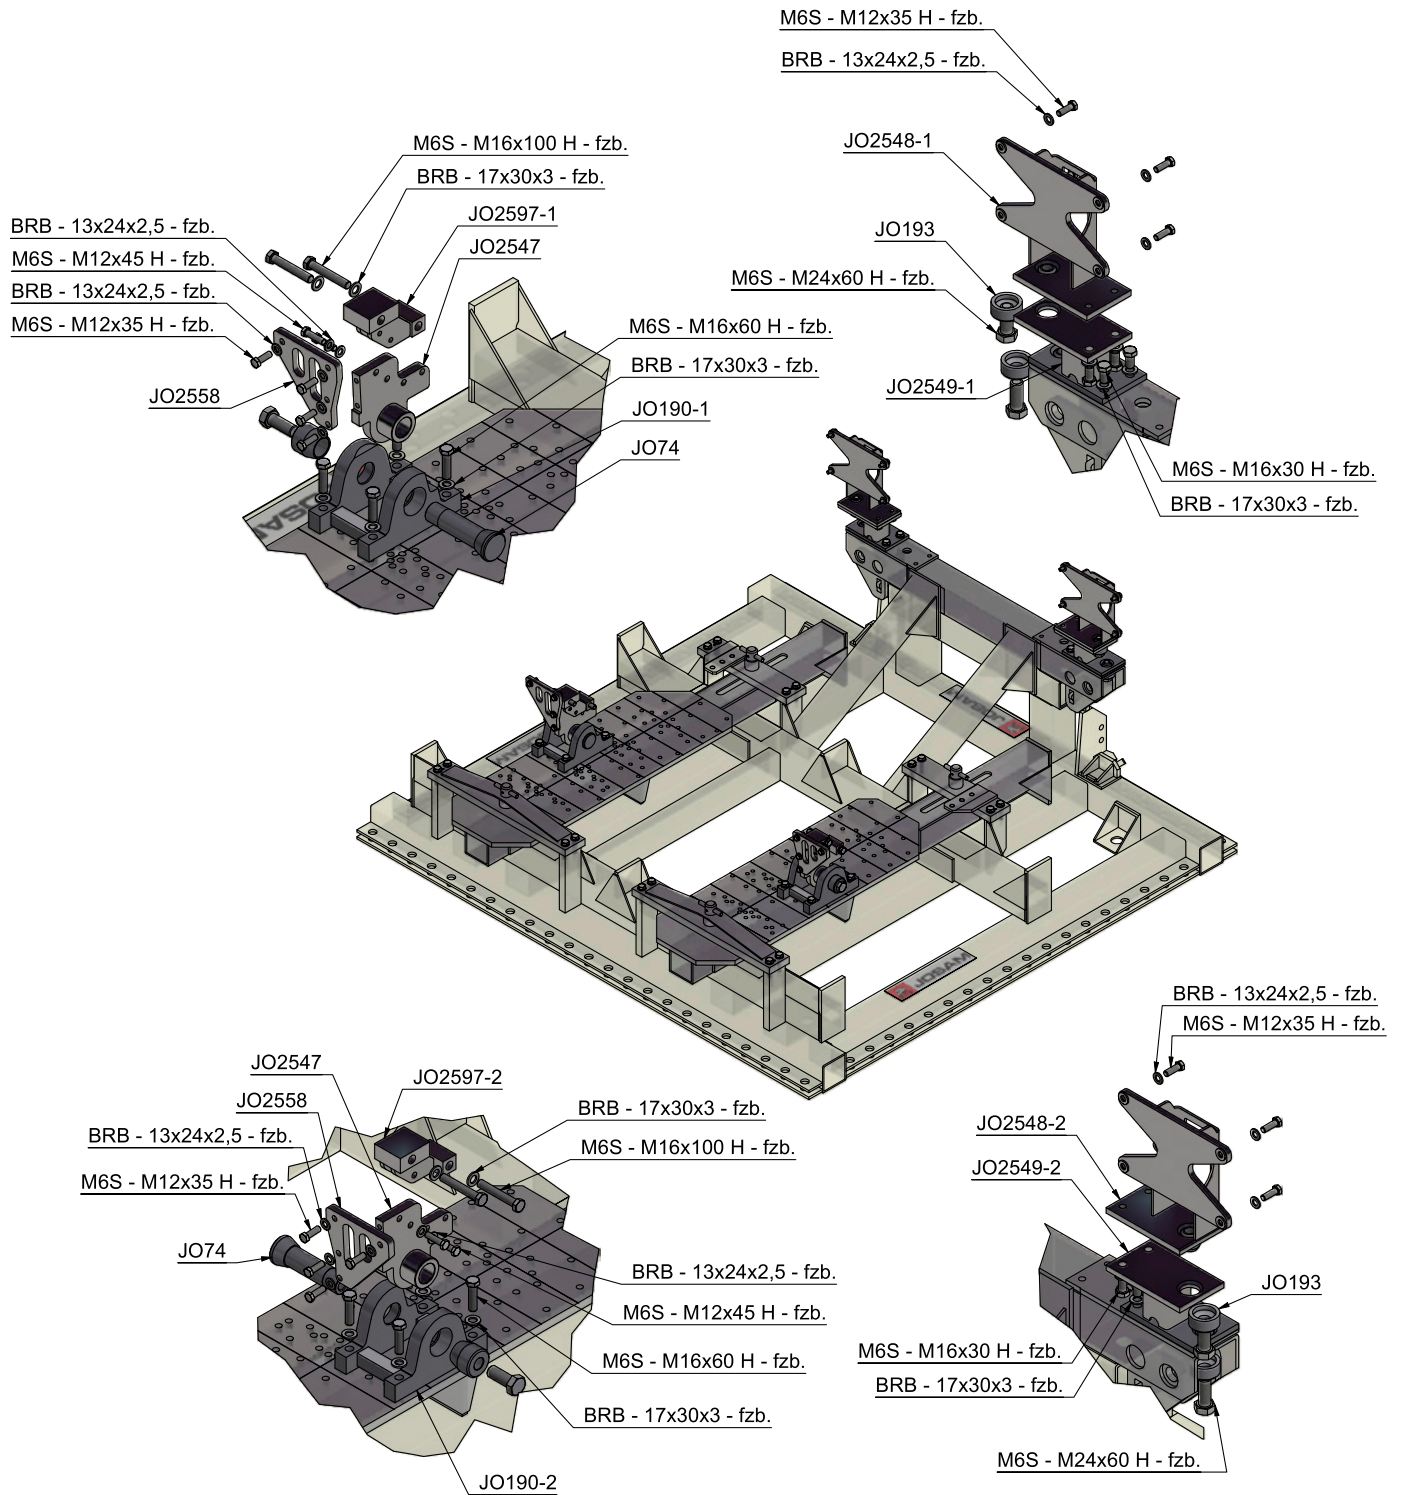 M6S - M12x35 H - fzb.
BRB - 13x24x2,5 - fzb.
JO2548-1
JO193
M6S - M24x60 H - fzb.
JO2549-1
M6S - M16x30 H - fzb.
BRB - 17x30x3 - fzb.
M6S - M16x100 H - fzb.
BRB - 17x30x3 - fzb.
JO2597-1
JO2547
BRB - 13x24x2,5 - fzb.
M6S - M12x45 H - fzb.
BRB - 13x24x2,5 - fzb.
M6S - M12x35 H - fzb.
JO2558
M6S - M16x60 H - fzb.
BRB - 17x30x3 - fzb.
JO190-1
JO74
JOSAM
JOSAM
JOSAM
JOSAM
JO2547
JO2597-2
JO2558
BRB - 13x24x2,5 - fzb.
M6S - M12x35 H - fzb.
JO74
BRB - 17x30x3 - fzb.
M6S - M16x100 H - fzb.
BRB - 13x24x2,5 - fzb.
M6S - M12x45 H - fzb.
M6S - M16x60 H - fzb.
BRB - 17x30x3 - fzb.
JO190-2
BRB - 13x24x2,5 - fzb.
M6S - M12x35 H - fzb.
JO2548-2
JO2549-2
JO193
M6S - M16x30 H - fzb.
BRB - 17x30x3 - fzb.
M6S - M24x60 H - fzb.